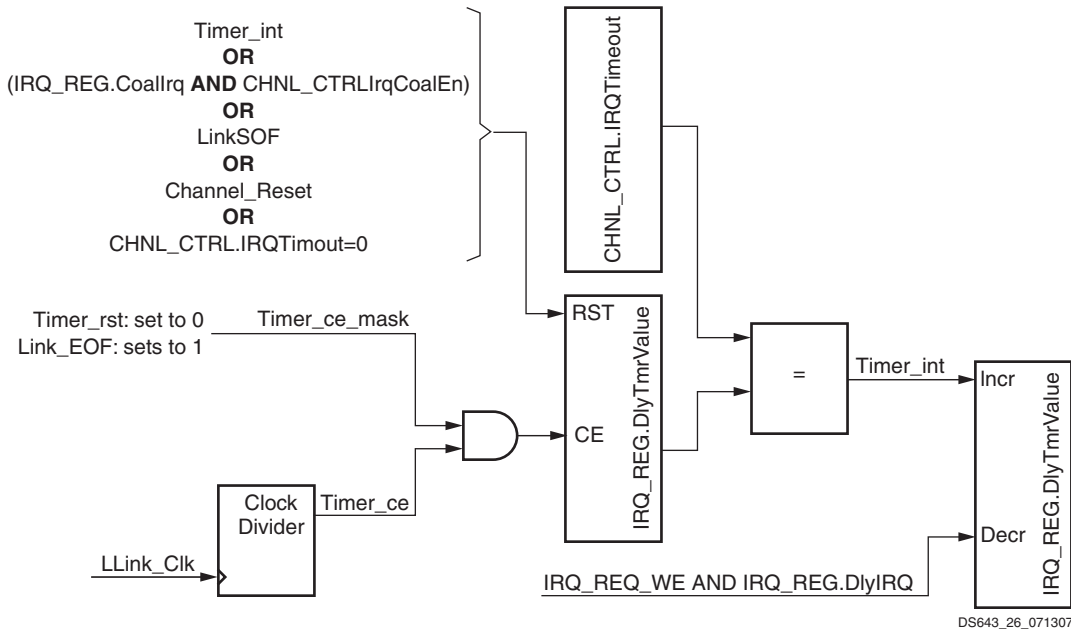 Timer_int
OR
(IRQ_REG.CoalIrq AND CHNL_CTRLIrqCoalEn)
OR
LinkSOF
OR
Channel_Reset
OR
CHNL_CTRL.IRQTimout=0
CHNL_CTRL.IRQTimeout
Timer_rst: set to 0
Link_EOF: sets to 1
Timer_ce_mask
RST
CE
IRQ_REG.DlyTmrValue
=
Timer_int
Incr
Decr
IRQ_REG.DlyTmrValue
Clock
Divider
Timer_ce
LLink_Clk
IRQ_REQ_WE AND IRQ_REG.DlyIRQ
DS643_26_071307